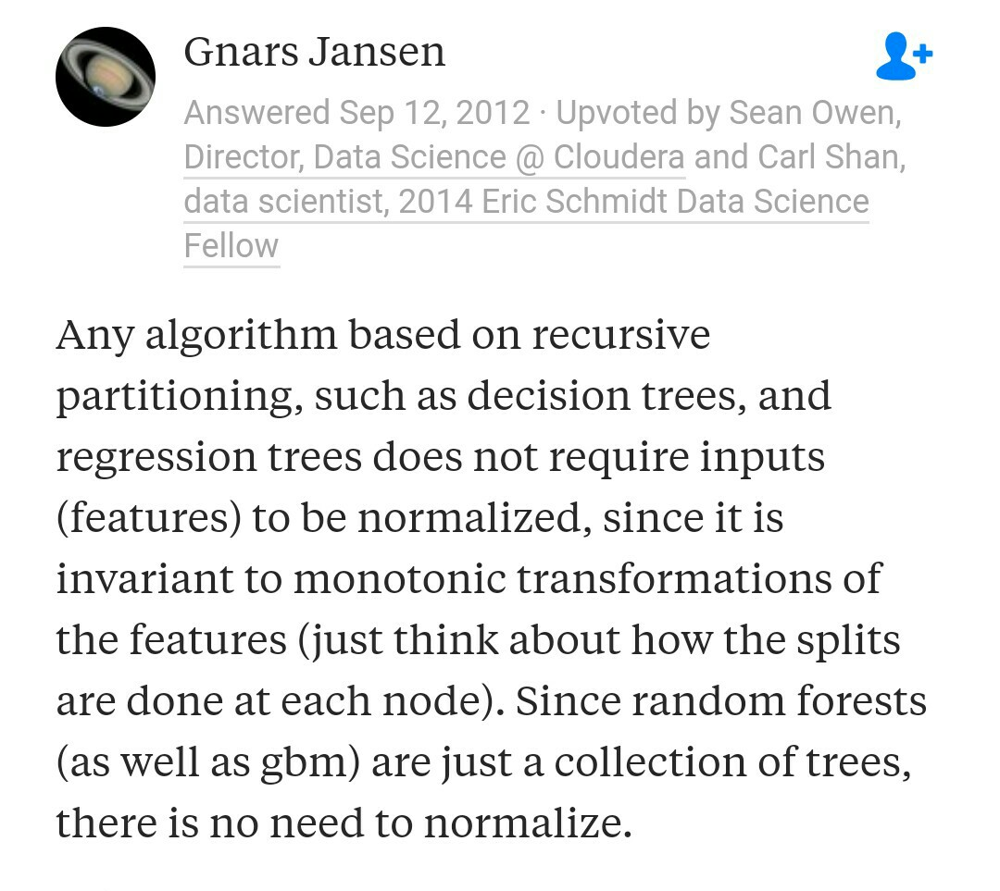 Gnars Jansen
Answered Sep 12, 2012 · Upvoted by Sean Owen,
Director, Data Science @ Cloudera and Carl Shan,
data scientist, 2014 Eric Schmidt Data Science
Fellow
Any algorithm based on recursive
partitioning, such as decision trees, and
regression trees does not require inputs
(features) to be normalized, since it is
invariant to monotonic transformations of
the features (just think about how the splits
are done at each node). Since random forests
(as well as gbm) are just a collection of trees,
there is no need to normalize.